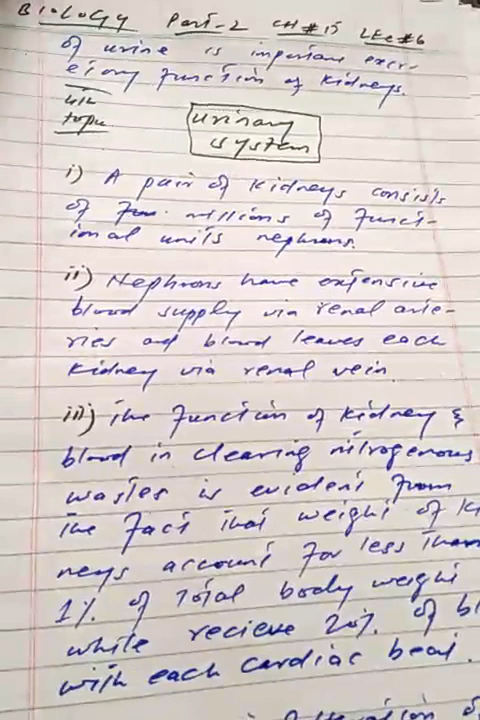 BIOLOGY Part-2 CH#15 LEC#6
of urine is important excr-
etory function of Kidneys.
topic
urinary
system
i) A pair of Kidneys consists
of millions of funct-
ional units nephrons.
ii) Nephrons have extensive
blood supply via renal arte-
ries and blood leaves each
Kidney via renal vein.
iii) The function of Kidney &
blood in clearing nitrogenous
wastes is evident from
the fact that weight of Ki
neys account for less than
1% of total body weight
while recieve 20% of bl
with each cardiac beat.